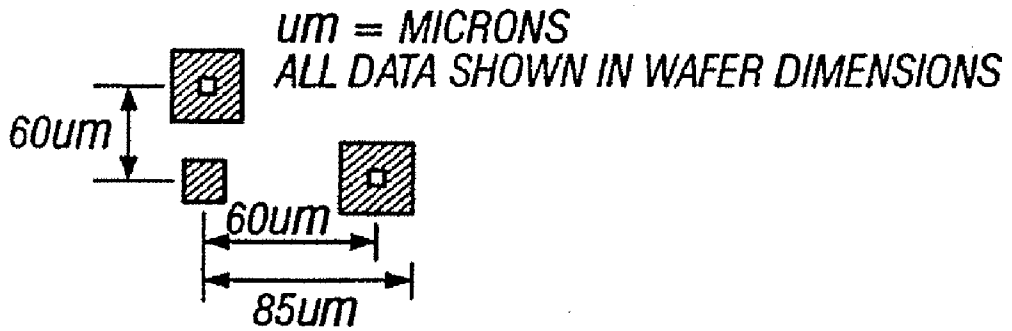 um = MICRONS
ALL DATA SHOWN IN WAFER DIMENSIONS
60um
60um
85um